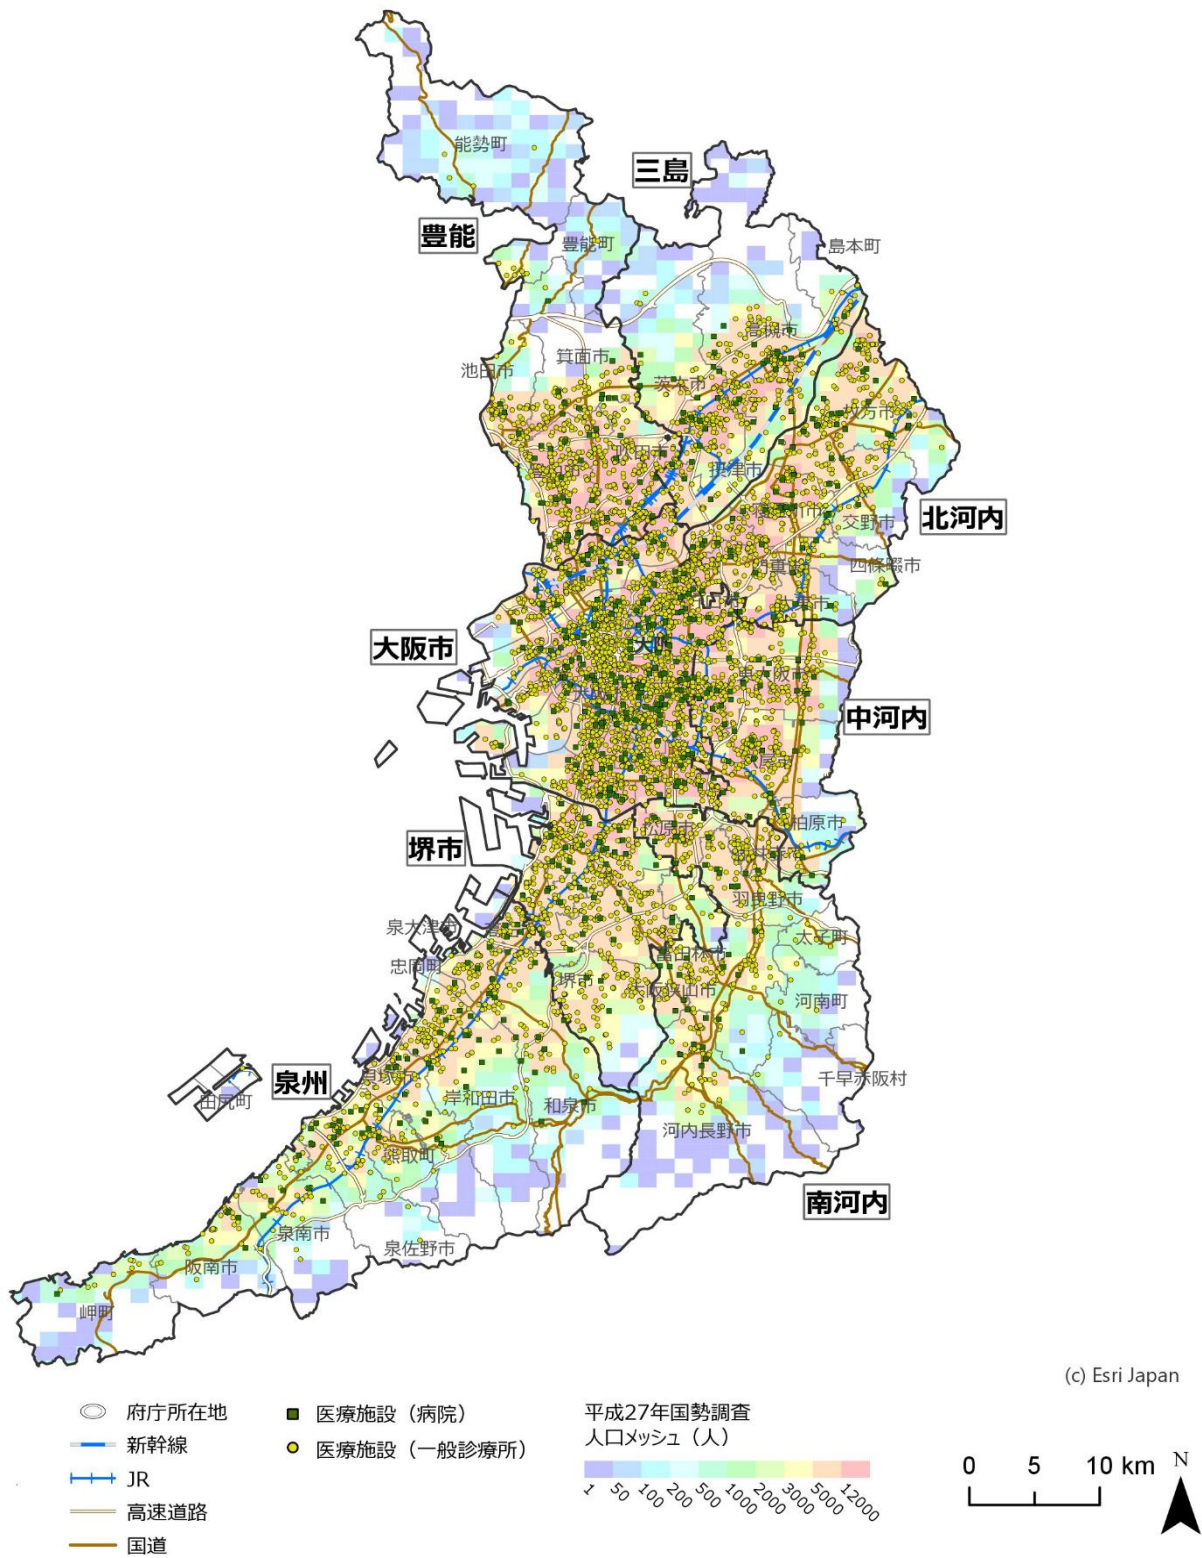 能勢町
三島
豊能
豊能町
島本町
高槻市
箕面市
池田市
茨木市
枚方市
吹田市
摂津市
北河内
交野市
四條畷市
大阪市
中河内
柏原市
松原市
堺市
羽曳野市
泉大津市
太子町
富田林市
忠岡町
堺市
大阪狭山市
河南町
泉州
千早赤阪村
貝塚市
田尻町
岸和田市
和泉市
河内長野市
熊取町
南河内
泉南市
泉佐野市
阪南市
岬町
(c) Esri Japan
府庁所在地
新幹線
JR
高速道路
国道
医療施設（病院）
医療施設（一般診療所）
平成27年国勢調査
人口メッシュ（人）
1 50 100 200 500 1000 2000 3000 5000 12000
0 5 10 km
N